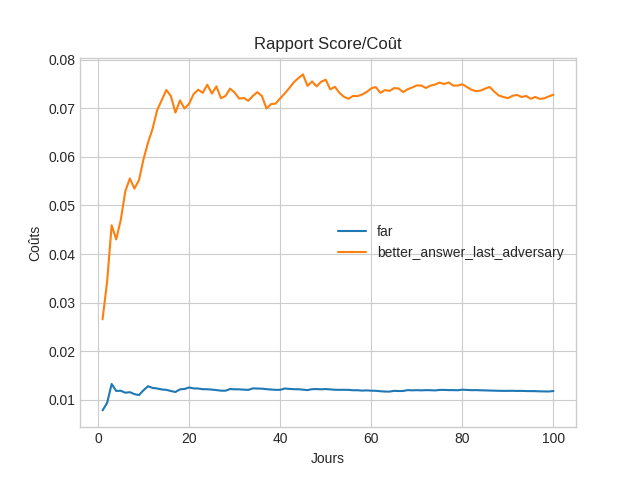 Rapport Score/Coût
0.08
0.07
0.06
0.05
0.04
0.03
0.02
0.01
Coûts
far
better_answer_last_adversary
0 20 40 60 80 100
Jours